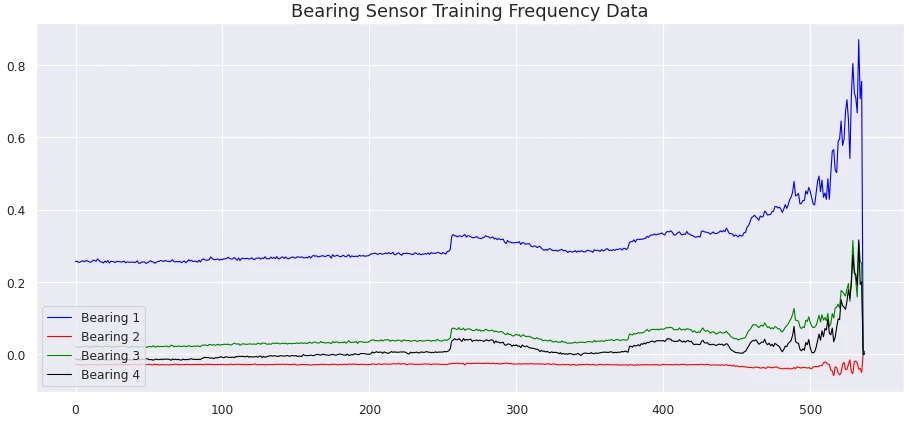 Bearing Sensor Training Frequency Data
0.8
0.6
0.4
0.2
0.0
Bearing 1
Bearing 2
Bearing 3
Bearing 4
0 100 200 300 400 500